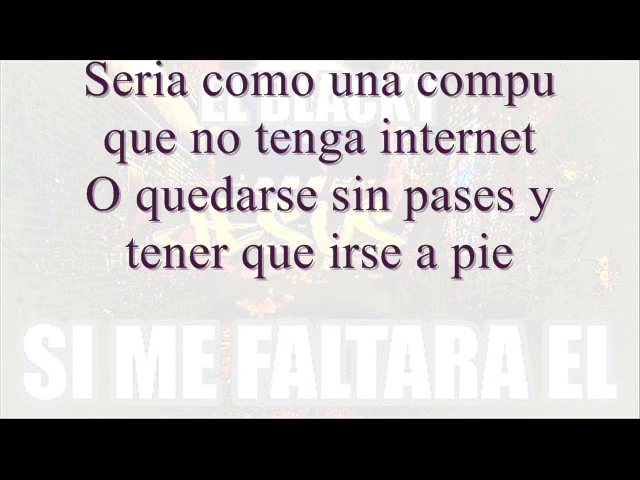 Seria como una compu
EL BLACKY
que no tenga internet
O quedarse sin pases y
tener que irse a pie
SI ME FALTARA EL